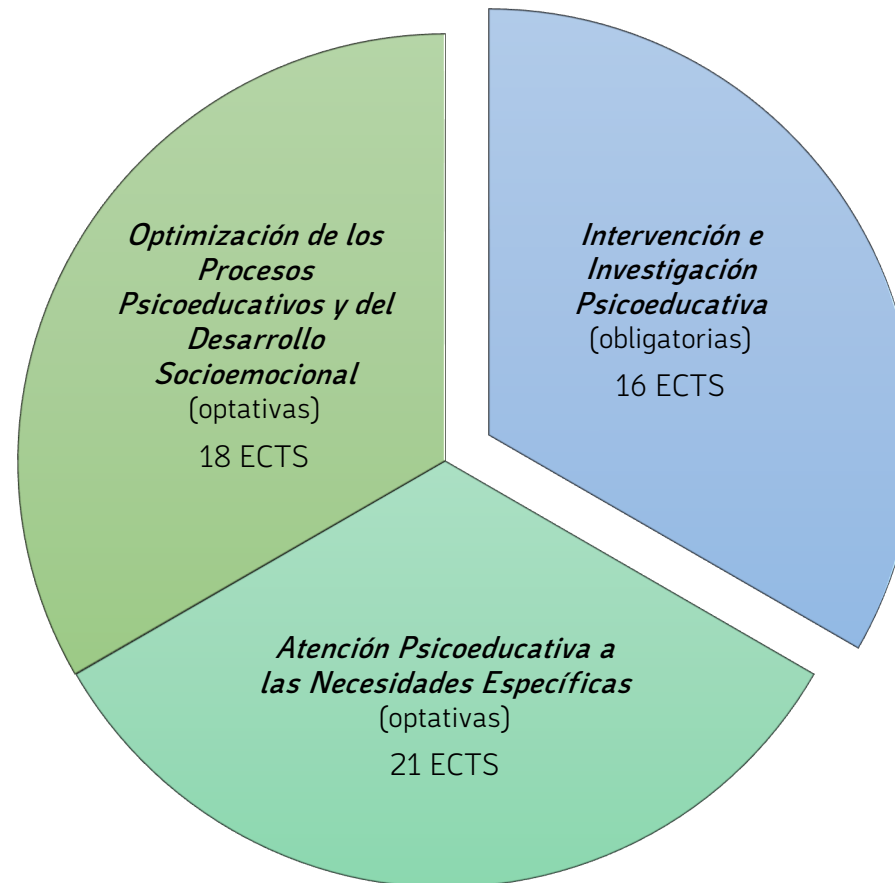 Optimización de los
Procesos
Psicoeducativos y del
Desarrollo
Socioemocional
(optativas)
18 ECTS
Intervención e
Investigación
Psicoeducativa
(obligatorias)
16 ECTS
Atención Psicoeducativa a
las Necesidades Específicas
(optativas)
21 ECTS